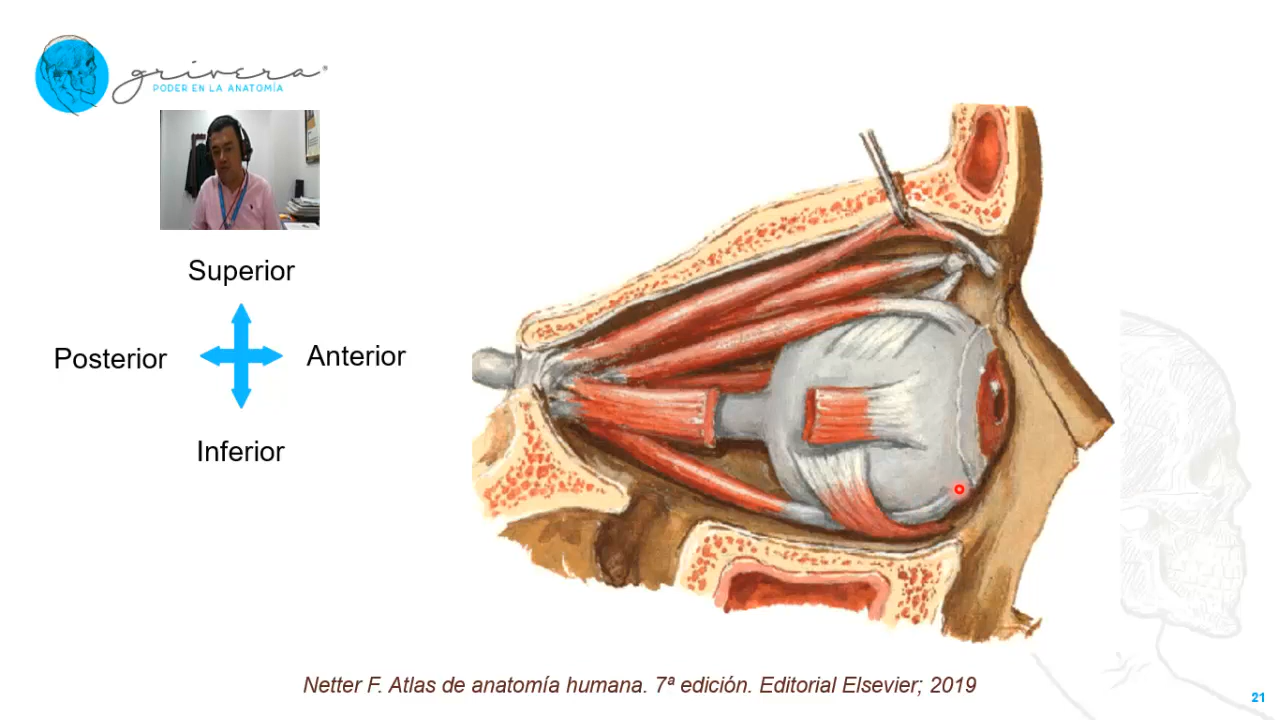 grivera®
PODER EN LA ANATOMÍA
Superior
Posterior
Anterior
Inferior
Netter F. Atlas de anatomía humana. 7ª edición. Editorial Elsevier; 2019
21